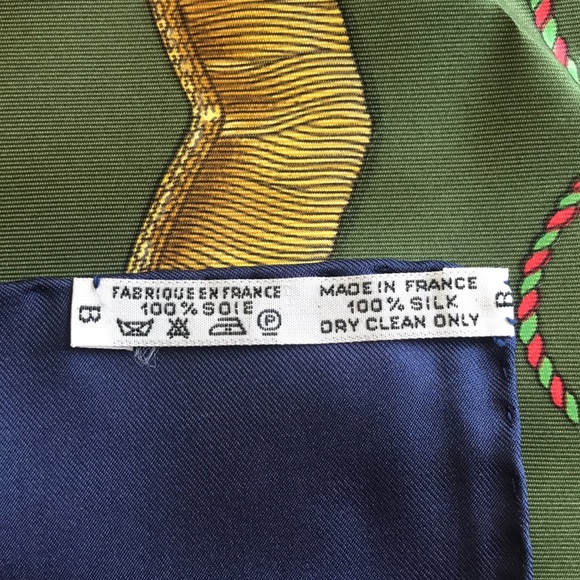 B
FABRIQUE EN FRANCE
100% SOIE
P
MADE IN FRANCE
100% SILK
DRY CLEAN ONLY
B